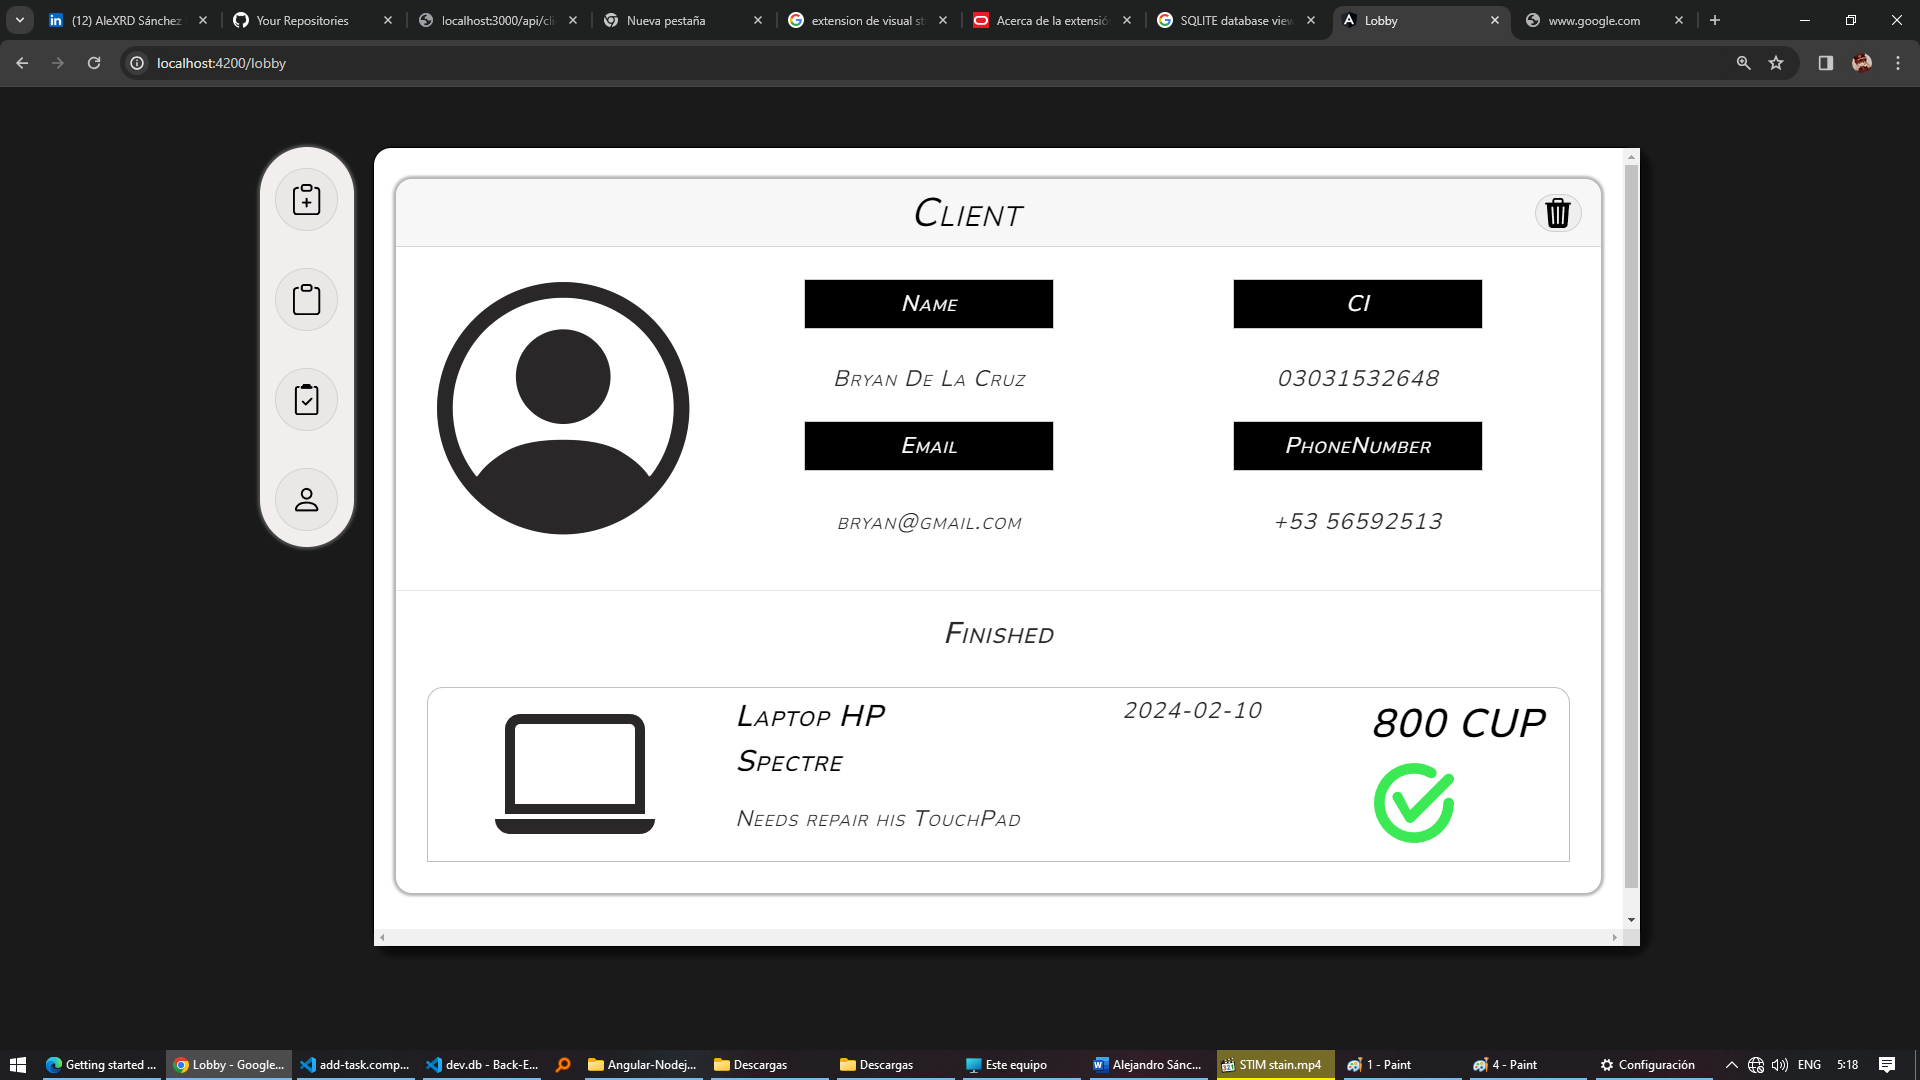 (12) AleXRD Sánchez
Your Repositories
localhost:3000/api/cli
Nueva pestaña
extension de visual st
Acerca de la extensió
SQLITE database view
Lobby
www.google.com
localhost:4200/lobby
Client
Name
CI
Bryan De La Cruz
03031532648
Email
PhoneNumber
bryan@gmail.com
+53 56592513
Finished
Laptop HP
Spectre
2024-02-10
800 CUP
Needs repair his TouchPad
Getting started ...
Lobby - Google...
add-task.comp...
dev.db - Back-E...
Angular-Nodej...
Descargas
Descargas
Este equipo
Alejandro Sánc...
STIM stain.mp4
1 - Paint
4 - Paint
Configuración
ENG
5:18